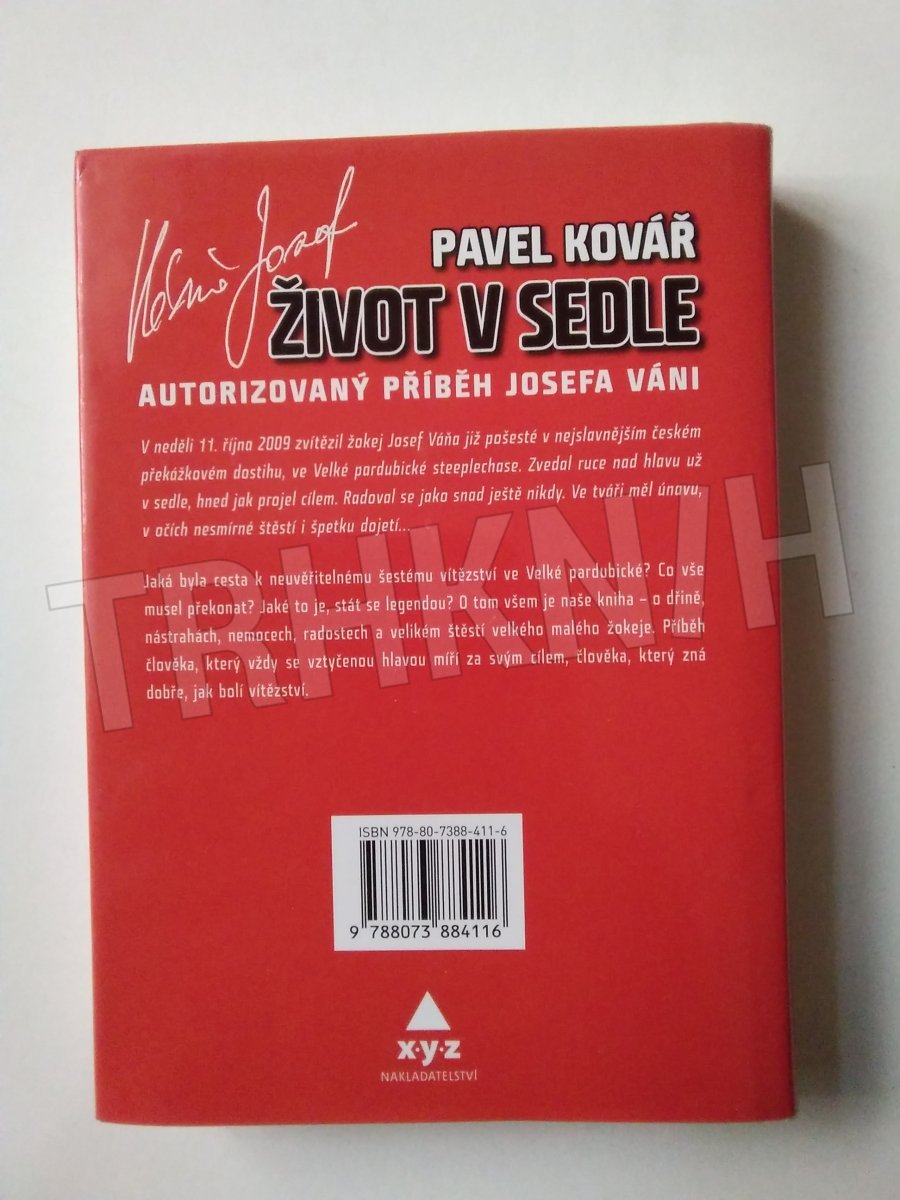 Josef
PAVEL KOVÁŘ
ŽIVOT V SEDLE
AUTORIZOVANÝ PŘÍBĚH JOSEFA VÁNI
V neděli 11. října 2009 zvítězil žokej Josef Váňa již pošesté v nejslavnějším českém
překážkovém dostihu, ve Velké pardubické steeplechase. Zvedal ruce nad hlavu už
v sedle, hned jak projel cílem. Radoval se jako snad ještě nikdy. Ve tváři měl únavu,
v očích nesmírné štěstí i špetku dojetí...
Jaká byla cesta k neuvěřitelnému šestému vítězství ve Velké pardubické? Co vše
musel překonat? Jaké to je, stát se legendou? O tom všem je naše kniha – o dřině,
nástrahách, nemocech, radostech a velikém štěstí velkého malého žokeje. Příběh
člověka, který vždy se vztyčenou hlavou míří za svým cílem, člověka, který zná
dobře, jak bolí vítězství.
TRHKNIH
ISBN 978-80-7388-411-6
9 788073 884116
x·y·z
NAKLADATELSTVÍ